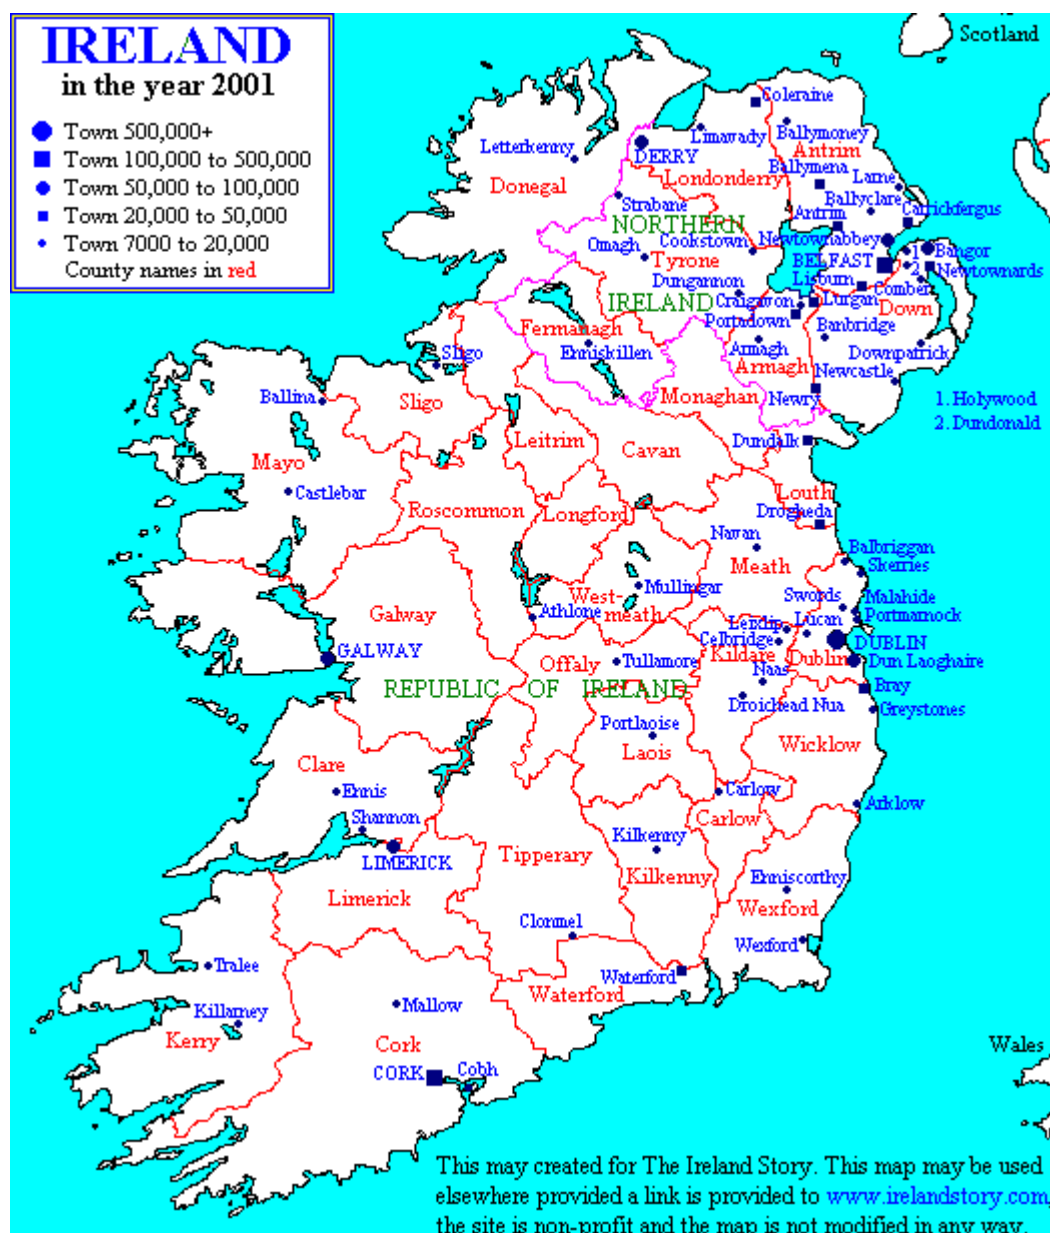 IRELAND
in the year 2001
Town 500,000+
Town 100,000 to 500,000
Town 50,000 to 100,000
Town 20,000 to 50,000
Town 7000 to 20,000
County names in red
Scotland
Coleraine
Limavady
Ballymoney
Antrim
Letterkenny
DERRY
Ballymena
Donegal
Londonderry
Larne
Strabane
Ballyclare
Antrim
Carrickfergus
NORTHERN
Omagh
Cookstown
Newtownabbey
Bangor
1
Tyrone
BELFAST
2
Newtownards
Dungannon
Lisburn
Comber
IRELAND
Craigavon
Lurgan
Down
Portadown
Fermanagh
Banbridge
Sligo
Enniskillen
Armagh
Downpatrick
Armagh
Newcastle
Ballina
Sligo
Monaghan
Newry
1. Holywood
2. Dundonald
Leitrim
Cavan
Dundalk
Mayo
Castlebar
Louth
Roscommon
Longford
Drogheda
Navan
Balbriggan
Meath
Skerries
Mullingar
West-
meath
Swords
Malahide
Galway
Athlone
Portmarnock
Leixlip
Lucan
Celbridge
DUBLIN
GALWAY
Kildare
Offaly
Tullamore
Dublin
Dun Laoghaire
Naas
REPUBLIC OF IRELAND
Bray
Droichead Nua
Greystones
Portlaoise
Laois
Wicklow
Clare
Ennis
Carlow
Arklow
Shannon
Carlow
Kilkenny
LIMERICK
Tipperary
Kilkenny
Enniscorthy
Limerick
Wexford
Clonmel
Wexford
Tralee
Waterford
Waterford
Killarney
Mallow
Kerry
Cork
Wales
CORK
Cobh
This may created for The Ireland Story. This map may be used
elsewhere provided a link is provided to www.irelandstory.com,
the site is non-profit and the map is not modified in any way.